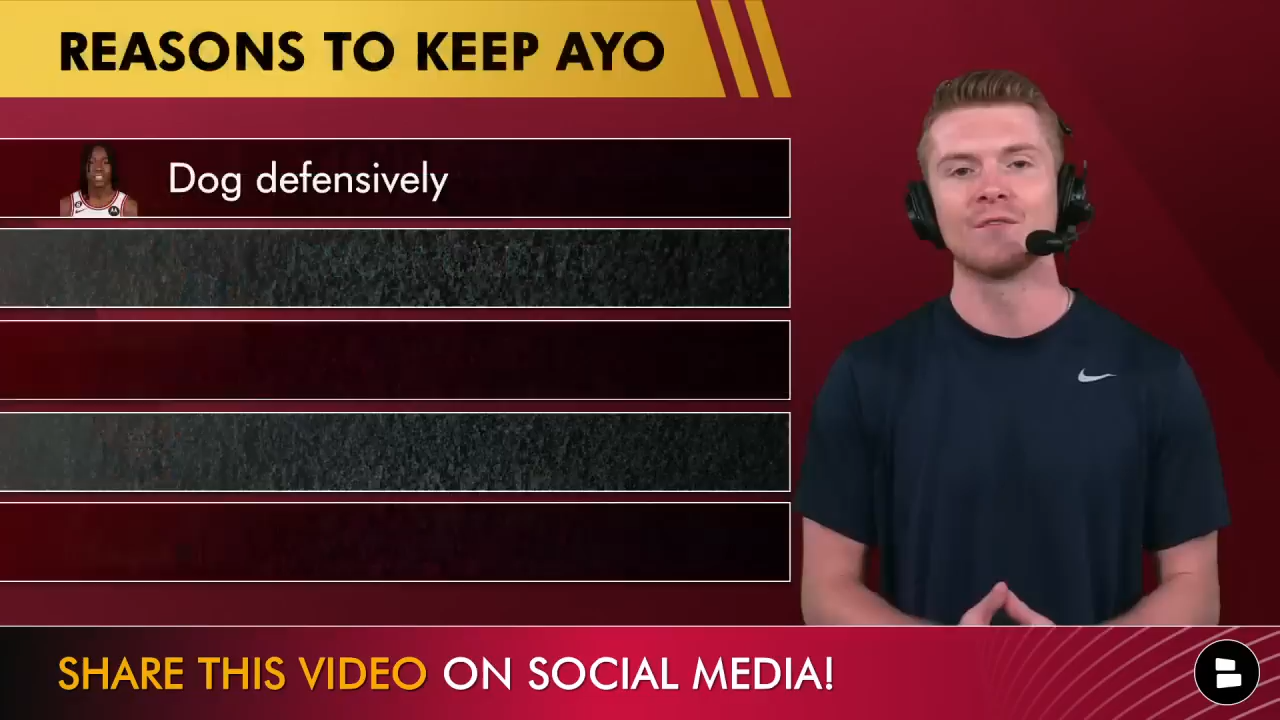 REASONS TO KEEP AYO
Dog defensively
SHARE THIS VIDEO ON SOCIAL MEDIA!